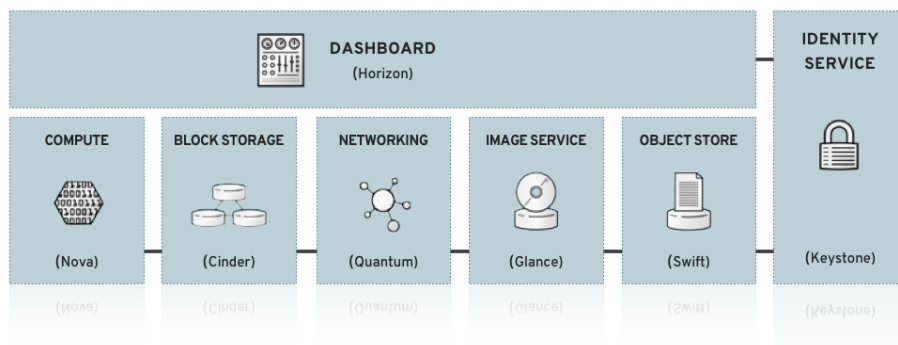 DASHBOARD
(Horizon)
IDENTITY
SERVICE
COMPUTE
(Nova)
BLOCK STORAGE
(Cinder)
NETWORKING
(Quantum)
IMAGE SERVICE
(Glance)
OBJECT STORE
(Swift)
(Keystone)